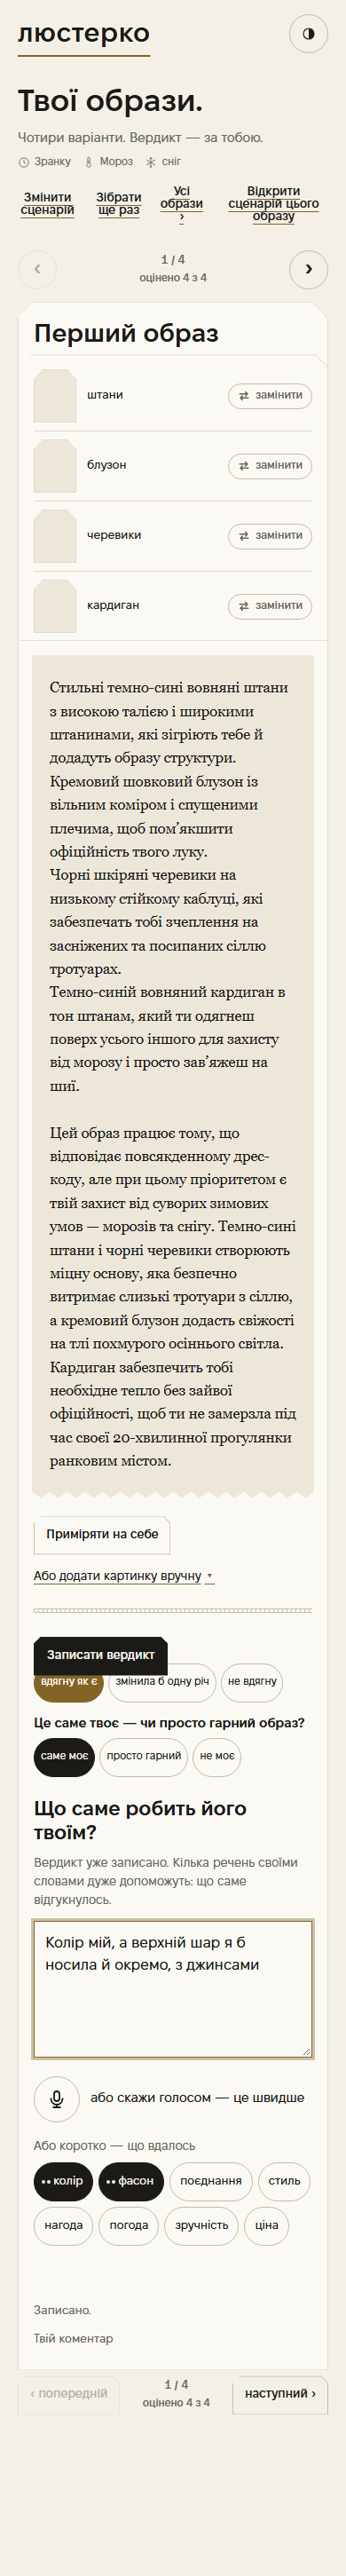 люстерко
Твої образи.
Чотири варіанти. Вердикт — за тобою.
Зранку Мороз сніг
Змінити
сценарій
Зібрати
ще раз
Усі
образи
›
Відкрити
сценарій цього
образу
‹
1 / 4
оцінено 4 з 4
›
Перший образ
штани замінити
блузон замінити
черевики замінити
кардиган замінити
Стильні темно-сині вовняні штани
з високою талією і широкими
штанинами, які зігріють тебе й
додадуть образу структури.
Кремовий шовковий блузон із
вільним коміром і спущеними
плечима, щоб пом’якшити
офіційність твого луку.
Чорні шкіряні черевики на
низькому стійкому каблуці, які
забезпечать тобі зчеплення на
засніжених та посипаних сіллю
тротуарах.
Темно-синій вовняний кардиган в
тон штанам, який ти одягнеш
поверх усього іншого для захисту
від морозу і просто зав’яжеш на
шиї.
Цей образ працює тому, що
відповідає повсякденному дрес-
коду, але при цьому пріоритетом є
твій захист від суворих зимових
умов — морозів та снігу. Темно-сині
штани і чорні черевики створюють
міцну основу, яка безпечно
витримає слизькі тротуари з сіллю,
а кремовий блузон додасть свіжості
на тлі похмурого осіннього світла.
Кардиган забезпечить тобі
необхідне тепло без зайвої
офіційності, щоб ти не замерзла під
час своєї 20-хвилинної прогулянки
ранковим містом.
Приміряти на себе
Або додати картинку вручну
Записати вердикт
вдягну як є змінила б одну річ не вдягну
Це саме твоє — чи просто гарний образ?
саме моє просто гарний не моє
Що саме робить його
твоїм?
Вердикт уже записано. Кілька речень своїми
словами дуже допоможуть: що саме
відгукнулось.
Колір мій, а верхній шар я б
носила й окремо, з джинсами
або скажи голосом — це швидше
Або коротко — що вдалось
колір фасон поєднання стиль
нагода погода зручність ціна
Записано.
Твій коментар
‹ попередній
1 / 4
оцінено 4 з 4
наступний ›